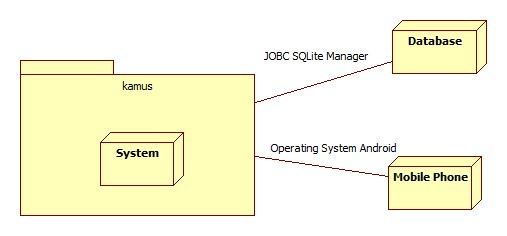 Database
JOBC SQLite Manager
kamus
System
Operating System Android
Mobile Phone